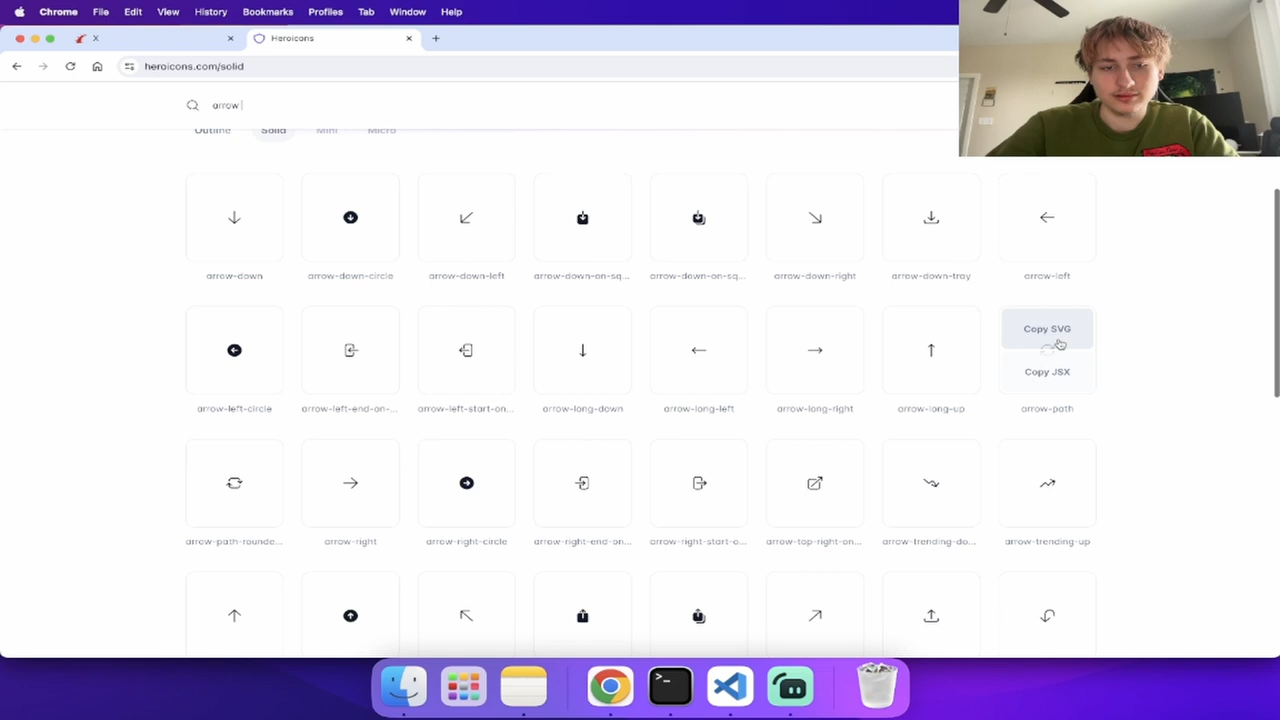 Chrome File Edit View History Bookmarks Profiles Tab Window Help
Heroicons
heroicons.com/solid
arrow
Outline Solid Mini Micro
arrow-down arrow-down-circle arrow-down-left arrow-down-on-sq... arrow-down-on-sq... arrow-down-right arrow-down-tray arrow-left
Copy SVG
Copy JSX
arrow-left-circle arrow-left-end-on-... arrow-left-start-on... arrow-long-down arrow-long-left arrow-long-right arrow-long-up arrow-path
arrow-path-rounde... arrow-right arrow-right-circle arrow-right-end-on... arrow-right-start-o... arrow-top-right-on... arrow-trending-do... arrow-trending-up